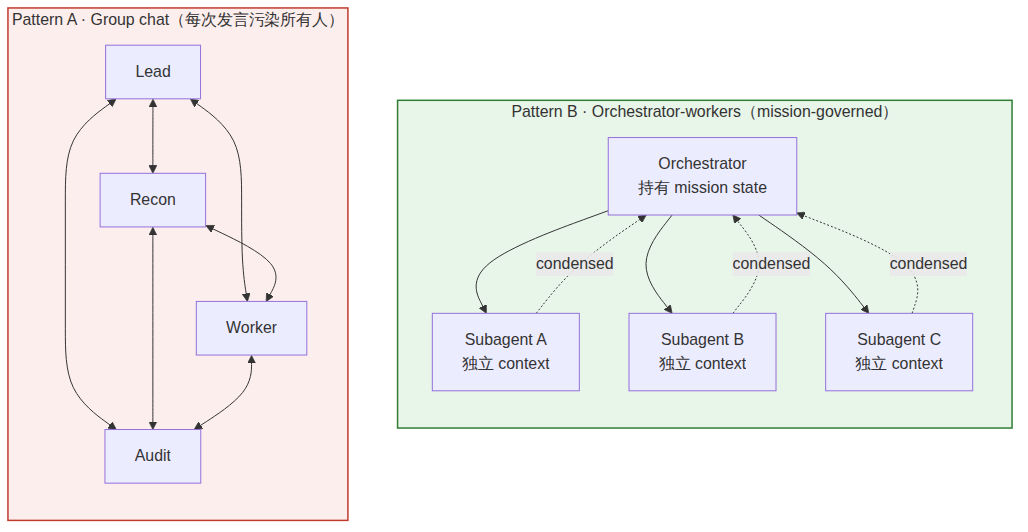 Pattern A · Group chat（每次发言污染所有人）
Lead
Recon
Worker
Audit
Pattern B · Orchestrator-workers（mission-governed）
Orchestrator
持有 mission state
condensed
condensed
condensed
Subagent A
独立 context
Subagent B
独立 context
Subagent C
独立 context